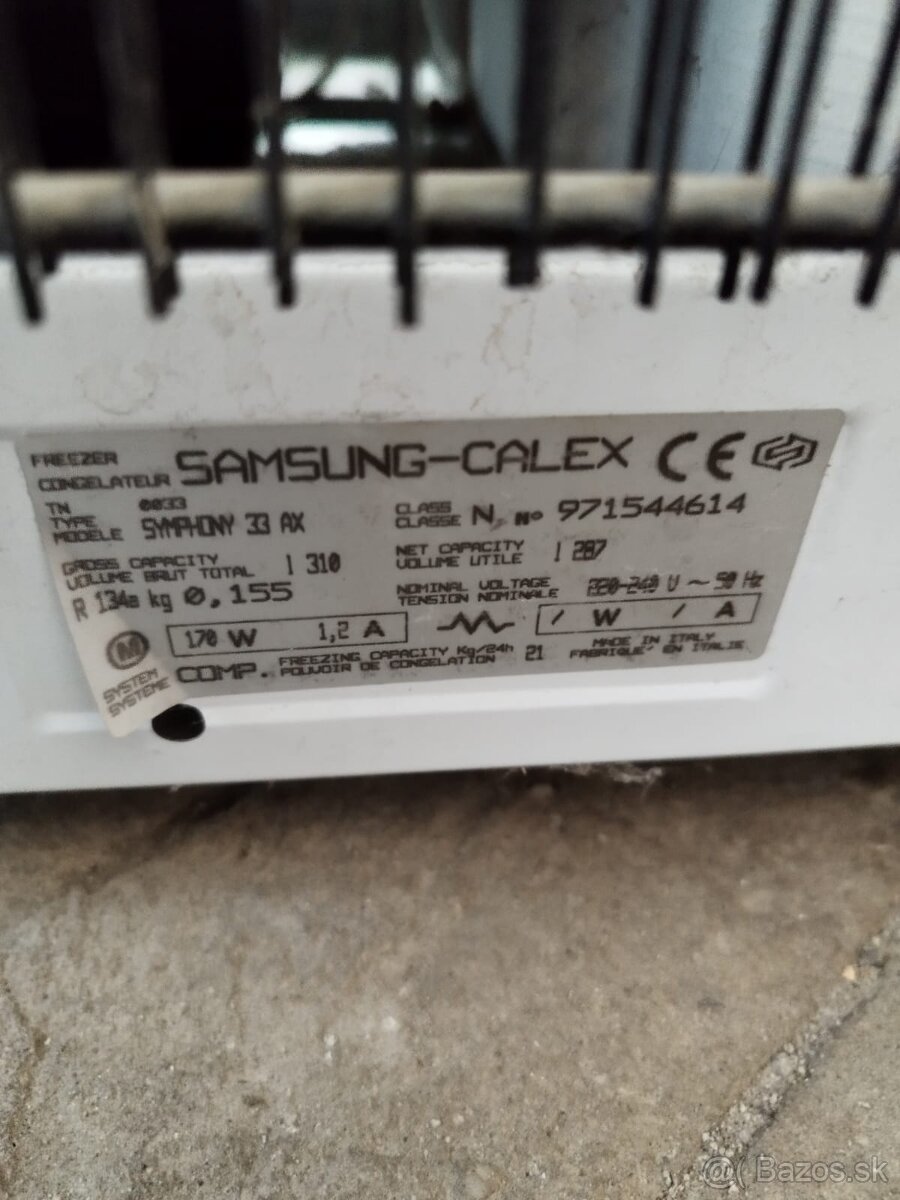 FREEZER
CONGELATEUR SAMSUNG-CALEX CE
TN 0033
TYPE
MODELE SYMPHONY 33 AX
CLASS
CLASSE N, N° 971544614
GROSS CAPACITY
VOLUME BRUT TOTAL l 310
NET CAPACITY
VOLUME UTILE l 287
R 134a kg 0,155
NOMINAL VOLTAGE
TENSION NOMINALE 220-240 V ~ 50 Hz
170 W 1,2 A
/ W / A
M
SYSTEM
SYSTEME
COMP. FREEZING CAPACITY Kg/24h
POUVOIR DE CONGELATION 21
MADE IN ITALY
FABRIQUE' EN ITALIE
@ Bazos.sk